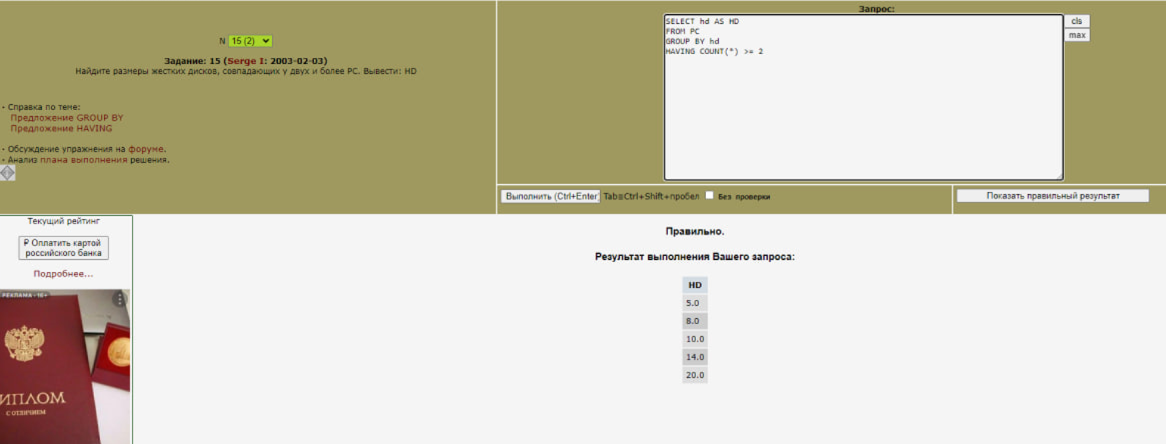 N 15 (2)
Задание: 15 (Serge I: 2003-02-03)
Найдите размеры жестких дисков, совпадающих у двух и более PC. Вывести: HD
- Справка по теме:
Предложение GROUP BY
Предложение HAVING
- Обсуждение упражнения на форуме.
- Анализ плана выполнения решения.
Запрос:
SELECT hd AS HD
FROM PC
GROUP BY hd
HAVING COUNT(*) >= 2
cls
max
Выполнить (Ctrl+Enter) Tab≡Ctrl+Shift+пробел Без проверки
Показать правильный результат
Текущий рейтинг
₽ Оплатить картой
российского банка
Подробнее...
РЕКЛАМА • 16+
ИПЛОМ
С ОТЛИЧИЕМ
Правильно.
Результат выполнения Вашего запроса:
HD
5.0
8.0
10.0
14.0
20.0